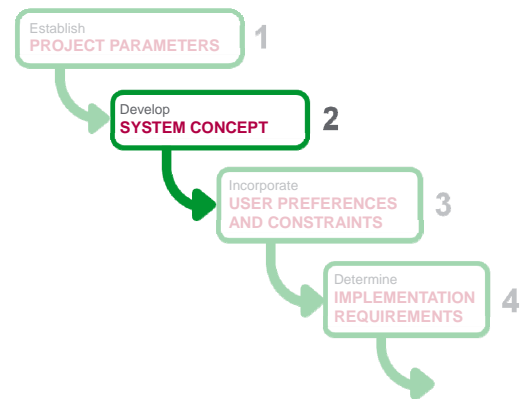 Establish
PROJECT PARAMETERS
1
Develop
SYSTEM CONCEPT
2
Incorporate
USER PREFERENCES
AND CONSTRAINTS
3
Determine
IMPLEMENTATION
REQUIREMENTS
4